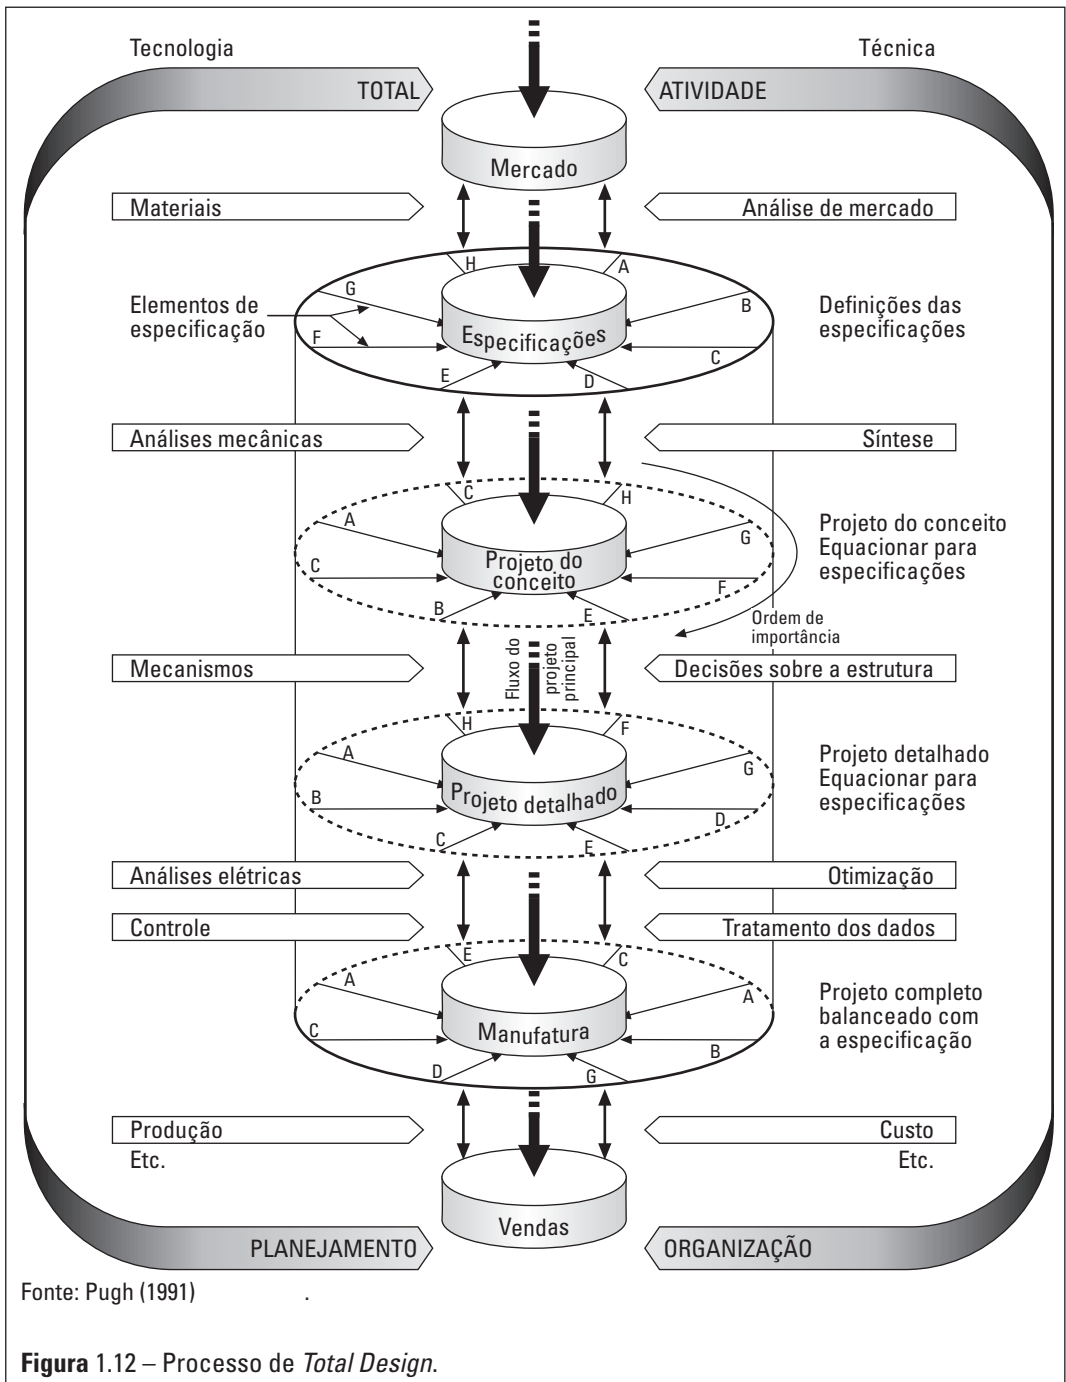 Tecnologia
Técnica
TOTAL
ATIVIDADE
Mercado
Materiais
Análise de mercado
H
A
G
B
Elementos de
especificação
Definições das
especificações
Especificações
F
C
E
D
Análises mecânicas
Síntese
C
H
A
G
Projeto do conceito
Equacionar para
especificações
Projeto do
conceito
C
F
B
E
Ordem de
importância
Fluxo do
projeto
principal
Mecanismos
Decisões sobre a estrutura
H
F
A
G
Projeto detalhado
Equacionar para
especificações
Projeto detalhado
B
D
C
E
Análises elétricas
Otimização
Controle
Tratamento dos dados
E
C
A
A
Projeto completo
balanceado com
a especificação
Manufatura
C
B
D
G
Produção
Custo
Etc.
Etc.
Vendas
PLANEJAMENTO
ORGANIZAÇÃO
Fonte: Pugh (1991) .
Figura 1.12 – Processo de Total Design.